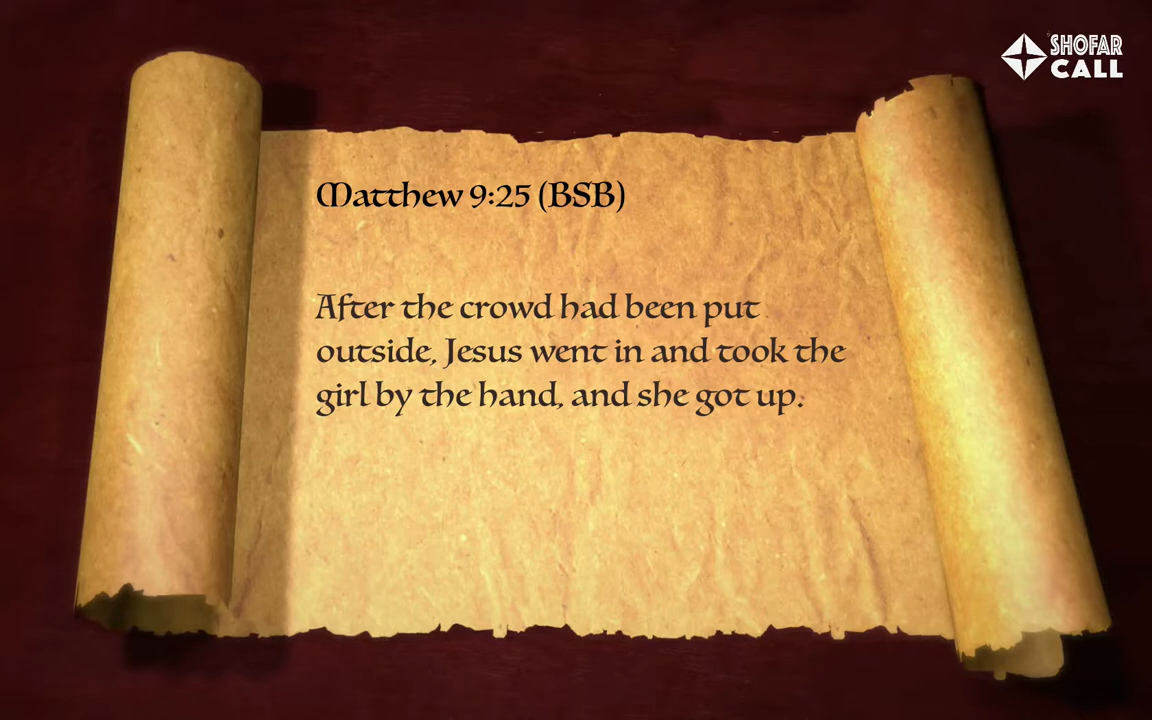 SHOFAR
CALL
Matthew 9:25 (BSB)
After the crowd had been put
outside, Jesus went in and took the
girl by the hand, and she got up.